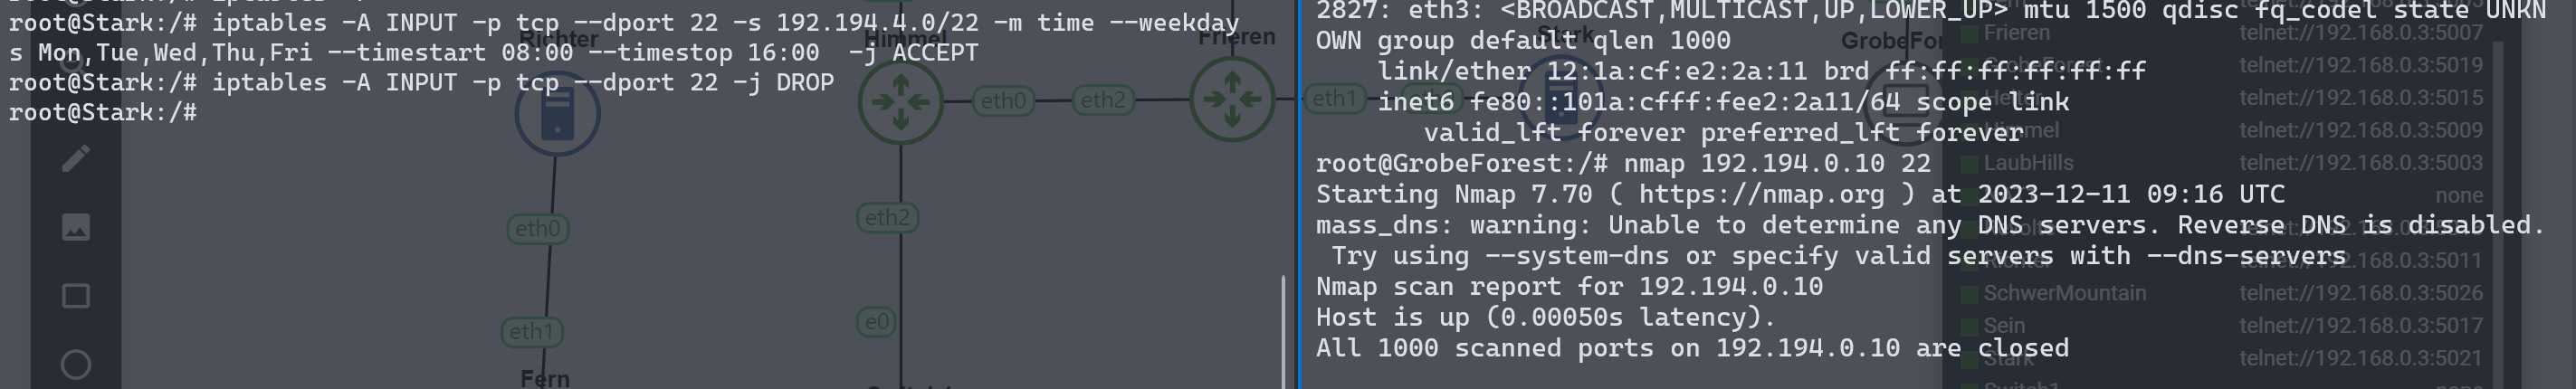 root@Stark:/# iptables -A INPUT -p tcp --dport 22 -s 192.194.4.0/22 -m time --weekday
s Mon,Tue,Wed,Thu,Fri --timestart 08:00 --timestop 16:00  -j ACCEPT
root@Stark:/# iptables -A INPUT -p tcp --dport 22 -j DROP
root@Stark:/#
Richter
Himmel
Frieren
Stark
eth0
eth2
eth1
eth0
eth2
eth1
e0
Fern
2827: eth3: <BROADCAST,MULTICAST,UP,LOWER_UP> mtu 1500 qdisc fq_codel state UNKN
OWN group default qlen 1000
link/ether 12:1a:cf:e2:2a:11 brd ff:ff:ff:ff:ff:ff
inet6 fe80::101a:cfff:fee2:2a11/64 scope link
valid_lft forever preferred_lft forever
root@GrobeForest:/# nmap 192.194.0.10 22
Starting Nmap 7.70 ( https://nmap.org ) at 2023-12-11 09:16 UTC
mass_dns: warning: Unable to determine any DNS servers. Reverse DNS is disabled.
Try using --system-dns or specify valid servers with --dns-servers
Nmap scan report for 192.194.0.10
Host is up (0.00050s latency).
All 1000 scanned ports on 192.194.0.10 are closed
Frieren telnet://192.168.0.3:5007
GrobeForest telnet://192.168.0.3:5019
Heiter telnet://192.168.0.3:5015
Himmel telnet://192.168.0.3:5009
LaubHills telnet://192.168.0.3:5003
none
Richter telnet://192.168.0.3:5011
SchwerMountain telnet://192.168.0.3:5026
Sein telnet://192.168.0.3:5017
Stark telnet://192.168.0.3:5021
Switch1